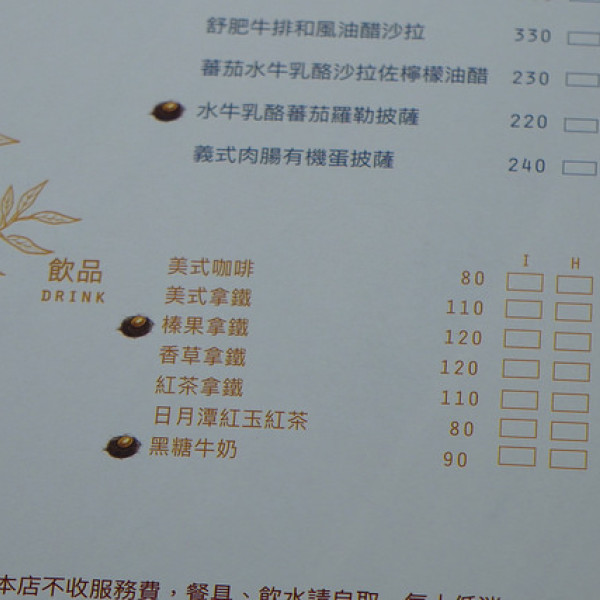 舒肥牛排和風油醋沙拉 330
蕃茄水牛乳酪沙拉佐檸檬油醋 230
水牛乳酪蕃茄羅勒披薩 220
義式肉腸有機蛋披薩 240
飲品
DRINK
I H
美式咖啡 80
美式拿鐵 110
榛果拿鐵 120
香草拿鐵 120
紅茶拿鐵 110
日月潭紅玉紅茶 80
黑糖牛奶 90
本店不收服務費，餐具、飲水請自取